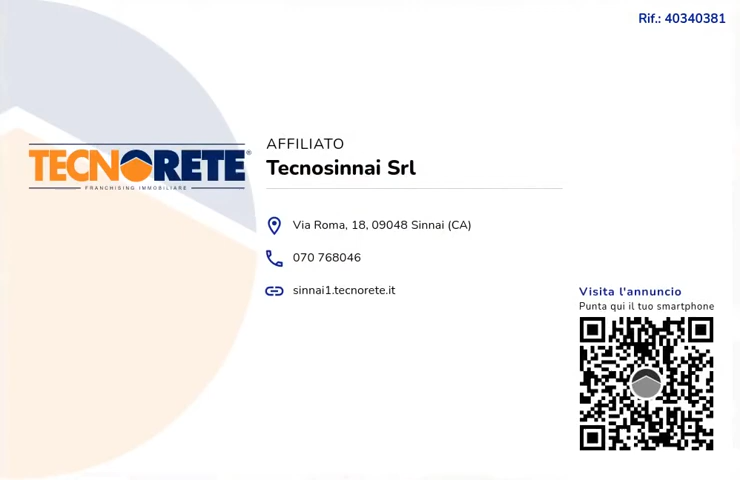 Rif.: 40340381
TECNORETE
FRANCHISING IMMOBILIARE
AFFILIATO
Tecnosinnai Srl
Via Roma, 18, 09048 Sinnai (CA)
070 768046
sinnai1.tecnorete.it
Visita l'annuncio
Punta qui il tuo smartphone